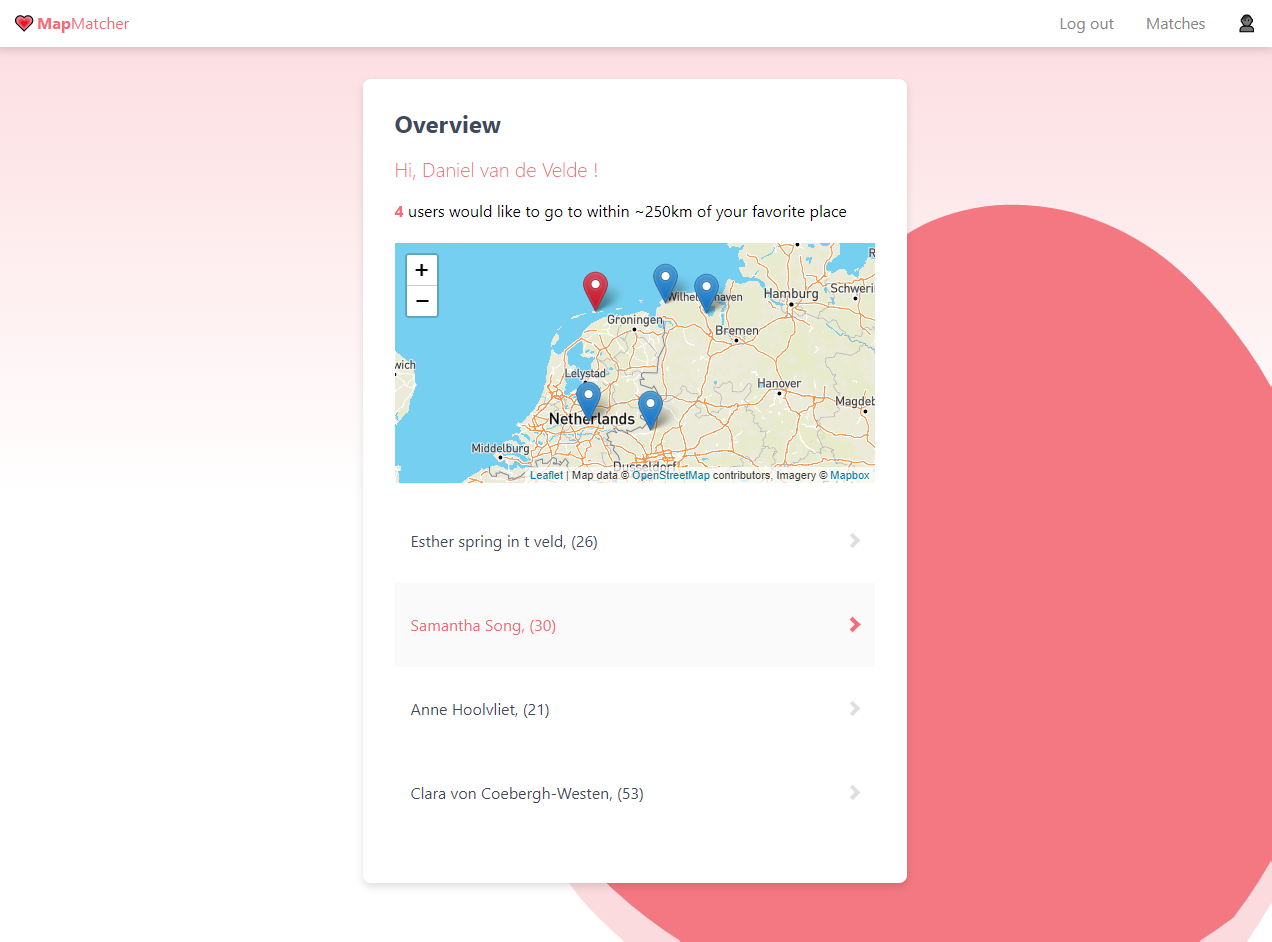 MapMatcher
Log out
Matches
Overview
Hi, Daniel van de Velde !
4 users would like to go to within ~250km of your favorite place
+
−
Hamburg
Schweri
Groningen
Bremen
wich
Lelystad
Hanover
Magdeb
Netherlands
Middelburg
Leaflet | Map data © OpenStreetMap contributors, Imagery © Mapbox
Esther spring in t veld, (26)
Samantha Song, (30)
Anne Hoolvliet, (21)
Clara von Coebergh-Westen, (53)